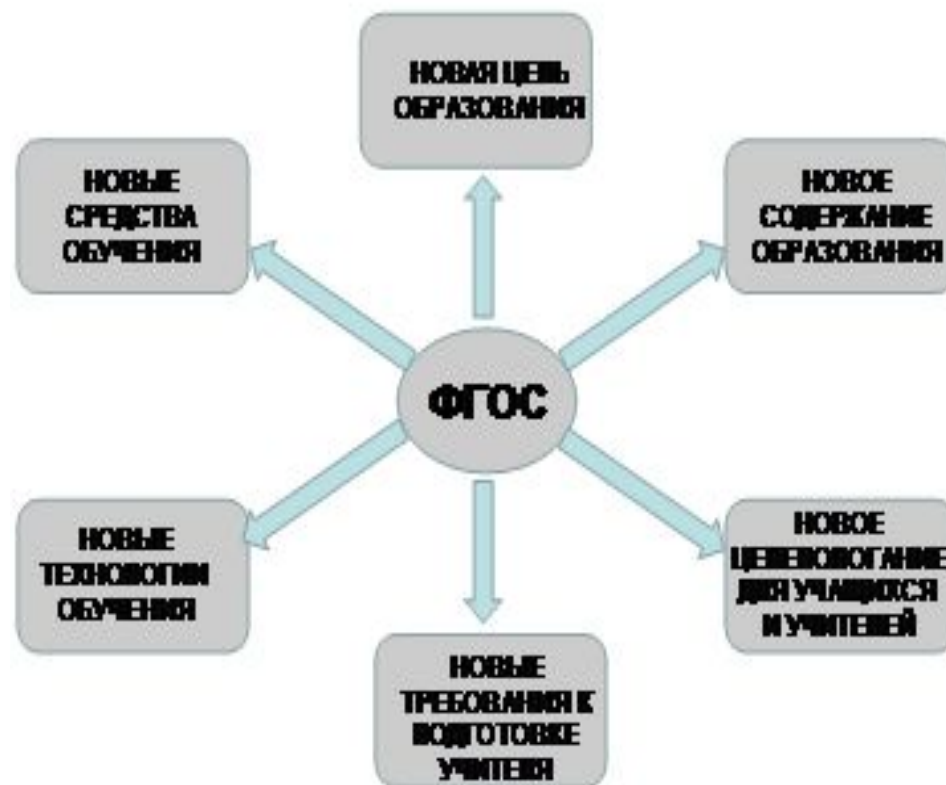 НОВАЯ ЦЕЛЬ
ОБРАЗОВАНИЯ
НОВЫЕ
СРЕДСТВА
ОБУЧЕНИЯ
НОВОЕ
СОДЕРЖАНИЕ
ОБРАЗОВАНИЯ
ФГОС
НОВЫЕ
ТЕХНОЛОГИИ
ОБУЧЕНИЯ
НОВОЕ
ЦЕЛЕПОЛОГАНИЕ
ДЛЯ УЧАЩИХСЯ
И УЧИТЕЛЕЙ
НОВЫЕ
ТРЕБОВАНИЯ К
ПОДГОТОВКЕ
УЧИТЕЛЯ